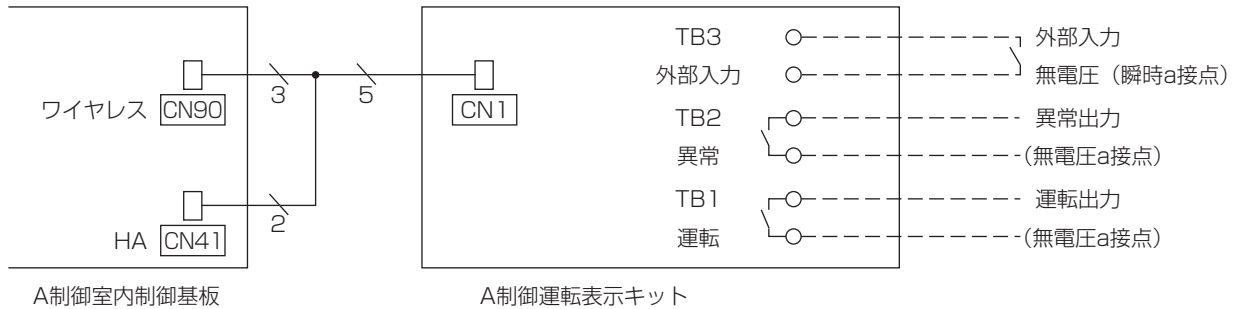 TB3
外部入力
外部入力
無電圧（瞬時a接点）
3
5
ワイヤレス CN90
CN1
TB2
異常出力
異常
(無電圧a接点)
TB1
運転出力
2
HA CN41
運転
(無電圧a接点)
A制御室内制御基板
A制御運転表示キット